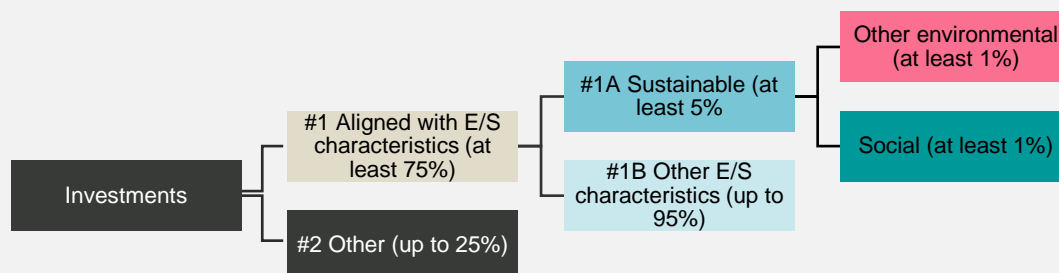 Investments
#1 Aligned with E/S
characteristics (at
least 75%)
#2 Other (up to 25%)
#1A Sustainable (at
least 5%
#1B Other E/S
characteristics (up to
95%)
Other environmental
(at least 1%)
Social (at least 1%)